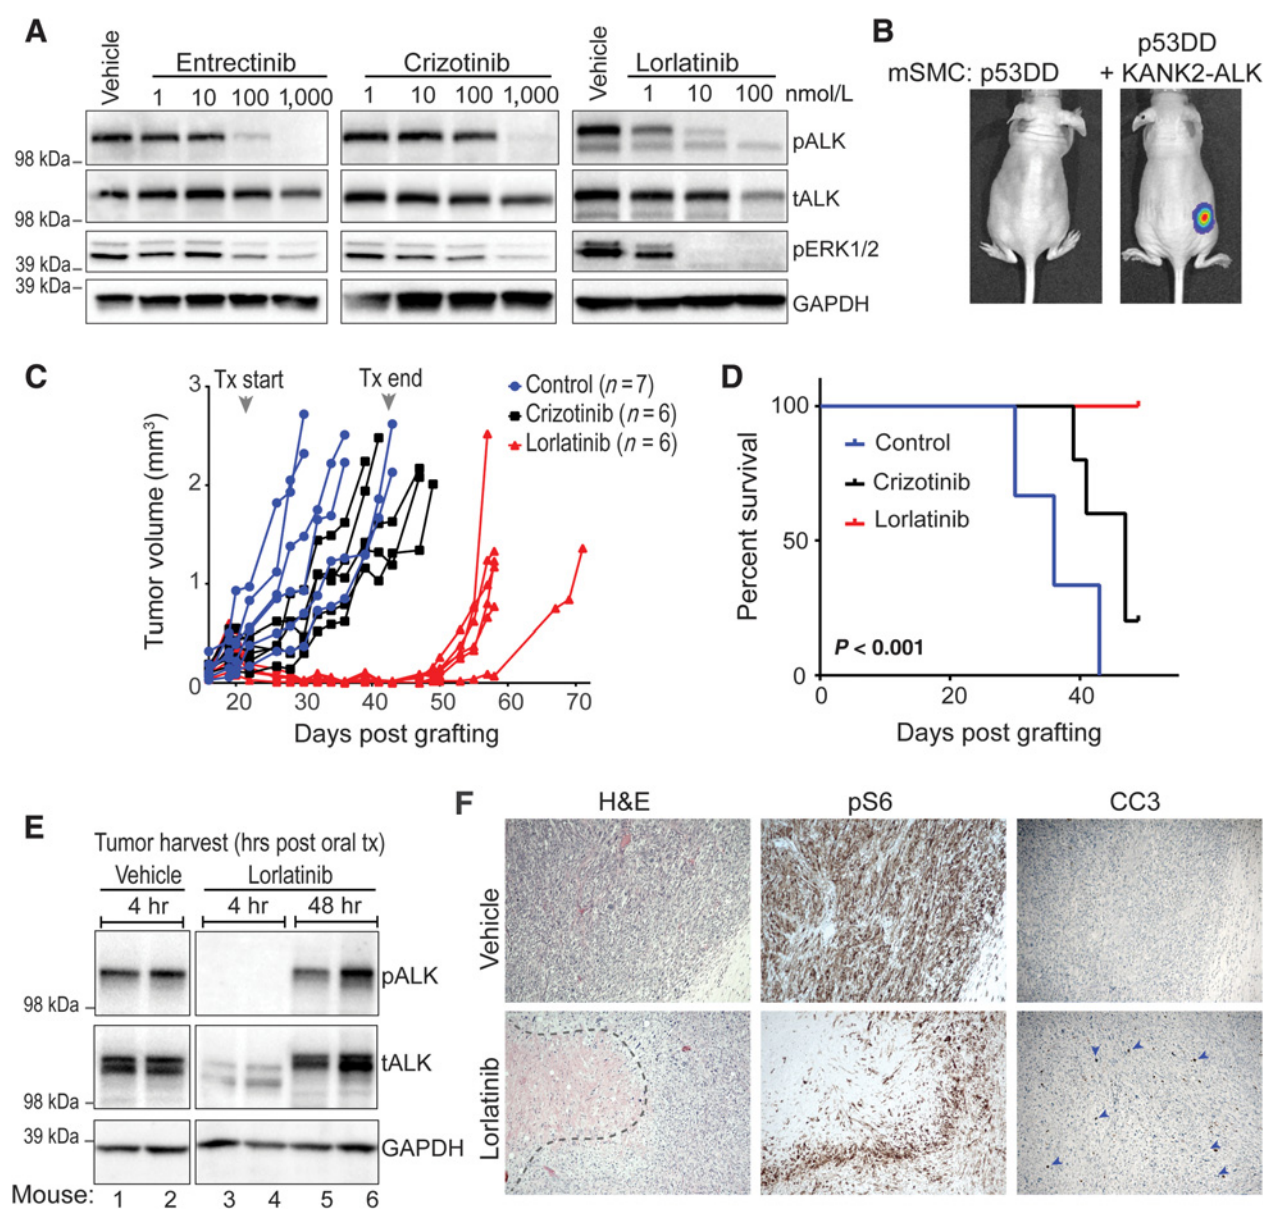 A
Vehicle
Entrectinib
1 10 100 1,000
Crizotinib
1 10 100 1,000
Vehicle
Lorlatinib
1 10 100 nmol/L
98 kDa
pALK
98 kDa
tALK
39 kDa
pERK1/2
39 kDa
GAPDH
B
mSMC: p53DD
p53DD
+ KANK2-ALK
C
Tx start
Tx end
Control (n = 7)
Crizotinib (n = 6)
Lorlatinib (n = 6)
Tumor volume (mm³)
3
2
1
0
20 30 40 50 60 70
Days post grafting
D
Percent survival
100
50
0
Control
Crizotinib
Lorlatinib
P < 0.001
0 20 40
Days post grafting
E
Tumor harvest (hrs post oral tx)
Vehicle Lorlatinib
4 hr 4 hr 48 hr
pALK
98 kDa
tALK
98 kDa
39 kDa
GAPDH
Mouse: 1 2 3 4 5 6
F
H&E pS6 CC3
Vehicle
Lorlatinib